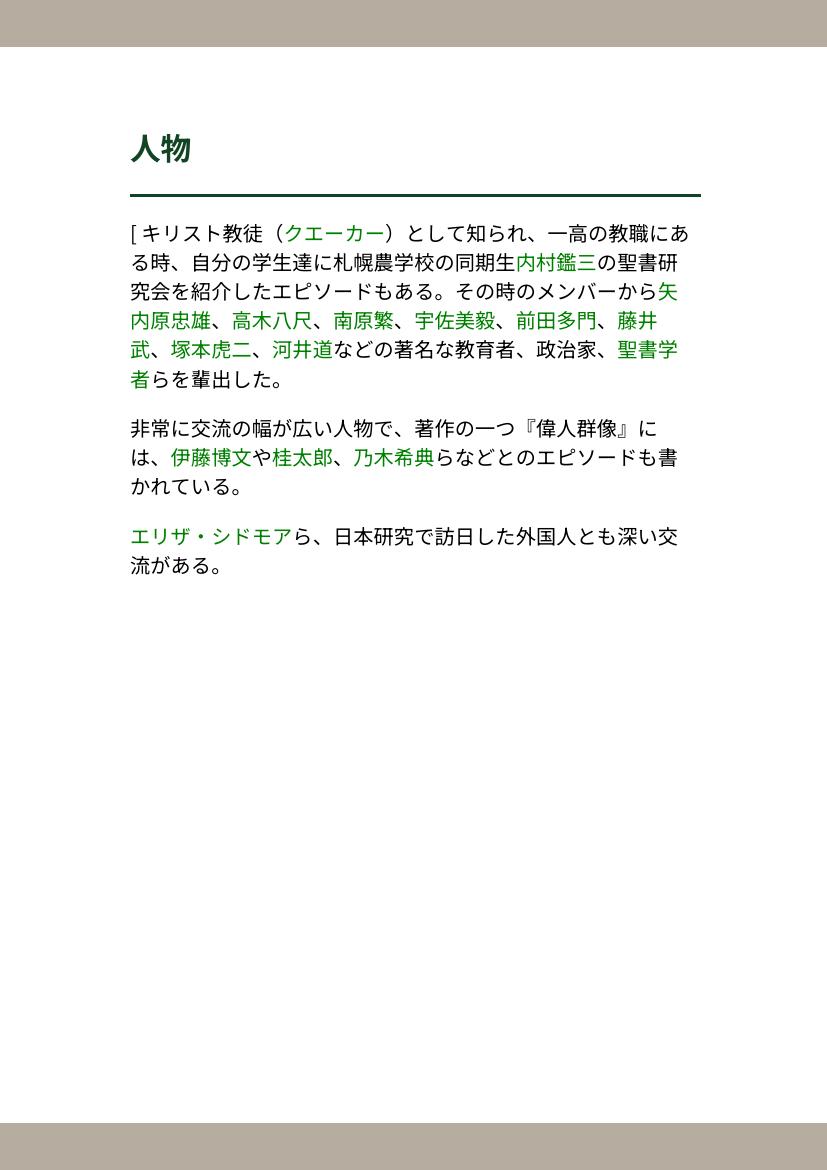 人物
[ キリスト教徒（クエーカー）として知られ、一高の教職にあ
る時、自分の学生達に札幌農学校の同期生内村鑑三の聖書研
究会を紹介したエピソードもある。その時のメンバーから矢
内原忠雄、高木八尺、南原繁、宇佐美毅、前田多門、藤井
武、塚本虎二、河井道などの著名な教育者、政治家、聖書学
者らを輩出した。
非常に交流の幅が広い人物で、著作の一つ『偉人群像』に
は、伊藤博文や桂太郎、乃木希典らなどとのエピソードも書
かれている。
エリザ・シドモアら、日本研究で訪日した外国人とも深い交
流がある。